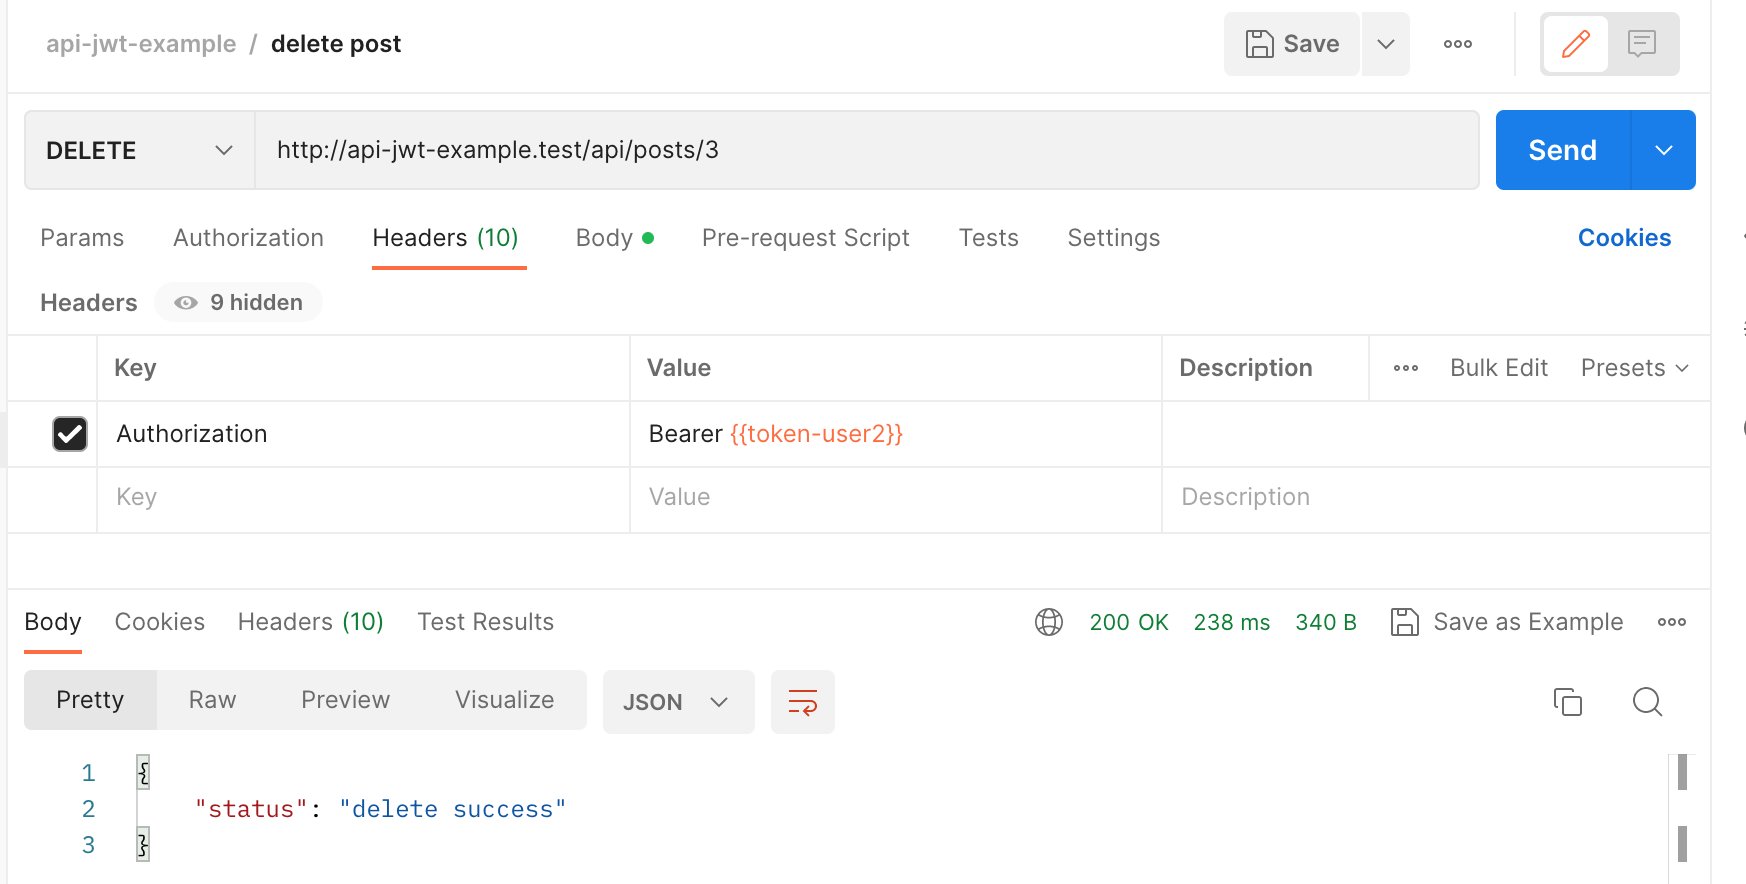 api-jwt-example / delete post
Save
DELETE
http://api-jwt-example.test/api/posts/3
Send
Params Authorization Headers (10) Body Pre-request Script Tests Settings Cookies
Headers 9 hidden
Key Value Description Bulk Edit Presets
Authorization Bearer {{token-user2}}
Key Value Description
Body Cookies Headers (10) Test Results 200 OK 238 ms 340 B Save as Example
Pretty Raw Preview Visualize JSON
1 {
2 "status": "delete success"
3 }